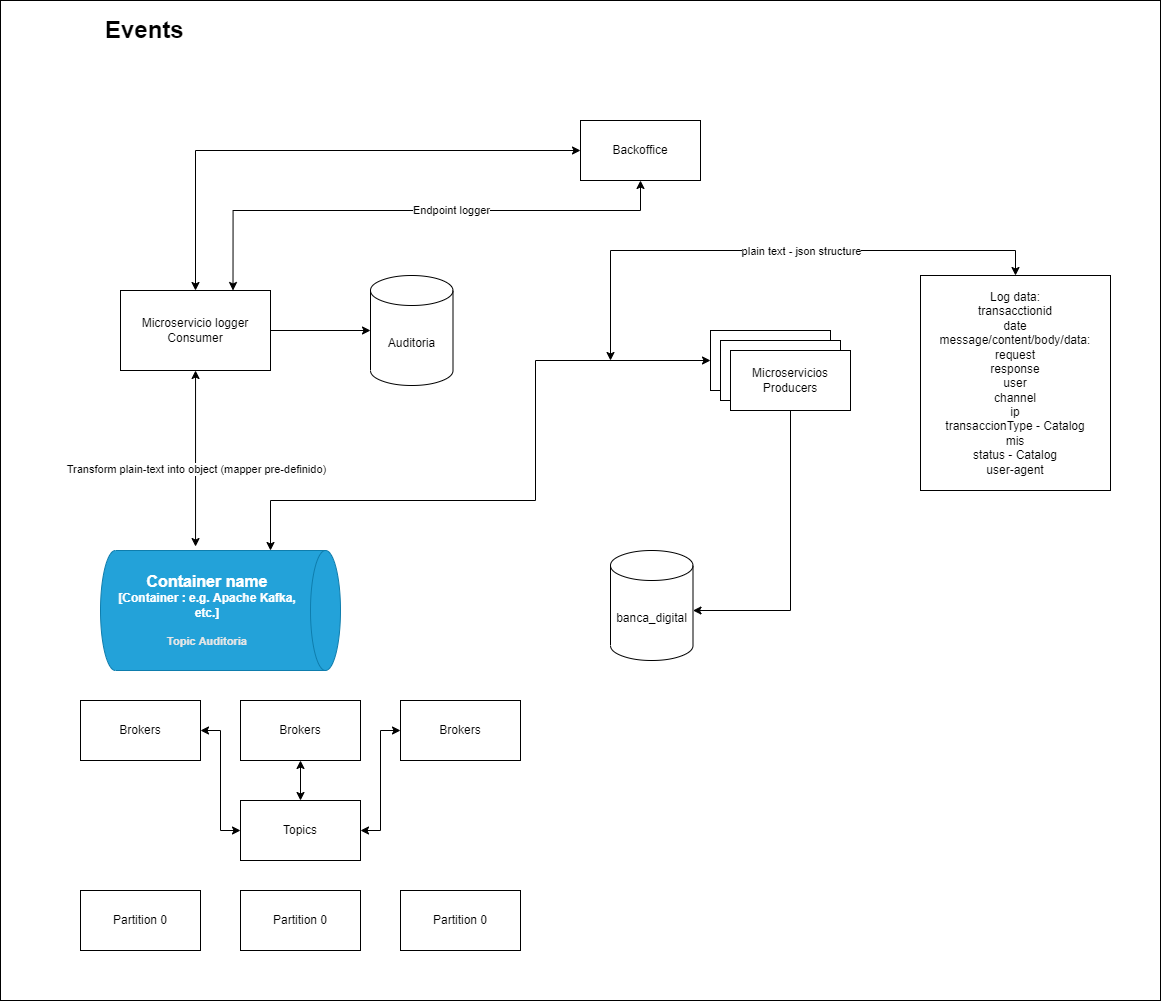 Events
Backoffice
Endpoint logger
plain text - json structure
Microservicio logger
Consumer
Auditoria
Log data:
transacctionid
date
message/content/body/data:
request
response
user
channel
ip
transaccionType - Catalog
mis
status - Catalog
user-agent
Microservicios
Producers
Transform plain-text into object (mapper pre-definido)
Container name
[Container : e.g. Apache Kafka,
etc.]
Topic Auditoria
banca_digital
Brokers
Brokers
Brokers
Topics
Partition 0
Partition 0
Partition 0